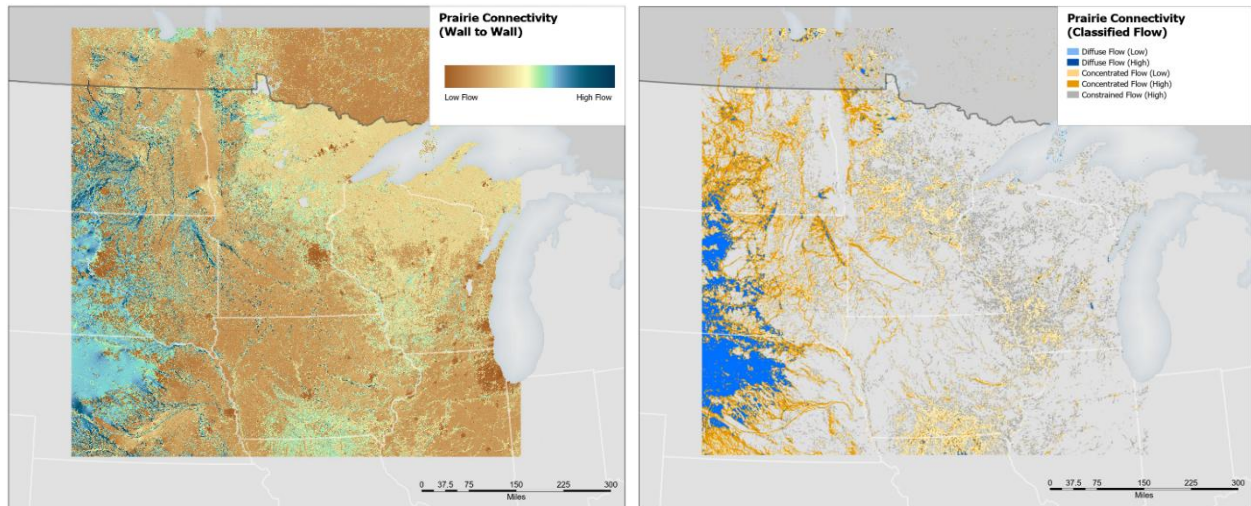 Prairie Connectivity
(Wall to Wall)
Low Flow
High Flow
0 37.5 75 150 225 300
Miles
Prairie Connectivity
(Classified Flow)
Diffuse Flow (Low)
Diffuse Flow (High)
Concentrated Flow (Low)
Concentrated Flow (High)
Constrained Flow (High)
0 37.5 75 150 225 300
Miles